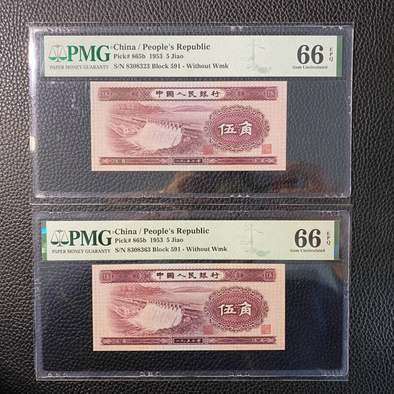 PMG
PAPER MONEY GUARANTY
China / People's Republic
Pick# 865b 1953 5 Jiao
S/N 8308323 Block 591 - Without Wmk
66 EPQ
Gem Uncirculated
中國人民銀行
伍角
PMG
PAPER MONEY GUARANTY
China / People's Republic
Pick# 865b 1953 5 Jiao
S/N 8308363 Block 591 - Without Wmk
66 EPQ
Gem Uncirculated
中國人民銀行
伍角